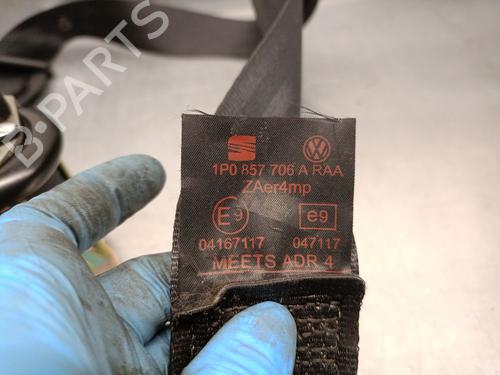 B-PARTS
1P0 857 706 A RAA
ZAer4mp
E9 e9
04167117 047117
MEETS ADR 4